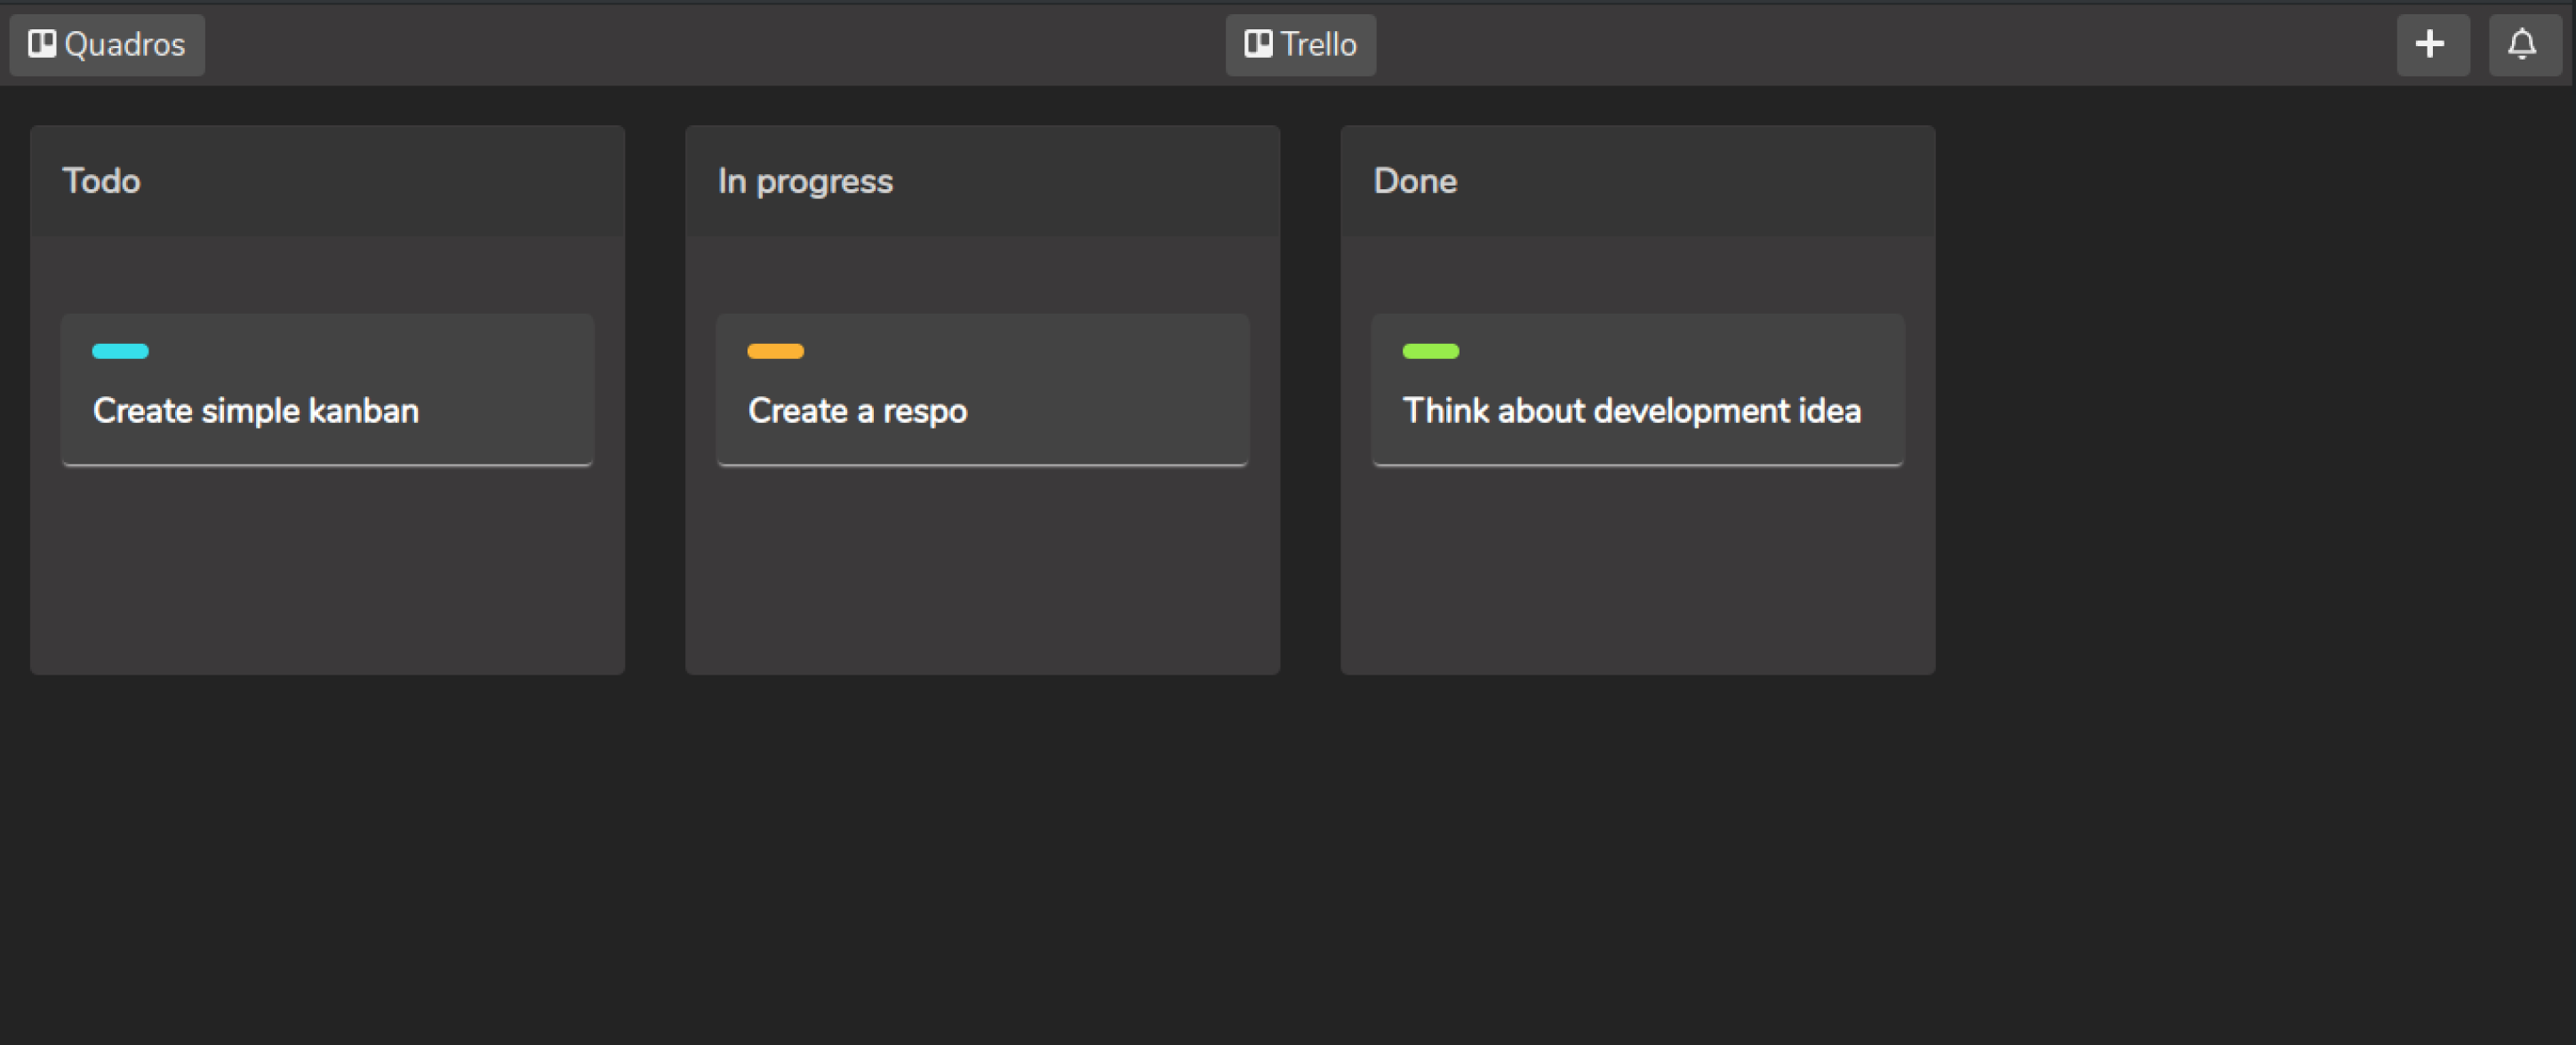 Quadros
Trello
Todo
In progress
Done
Create simple kanban
Create a respo
Think about development idea